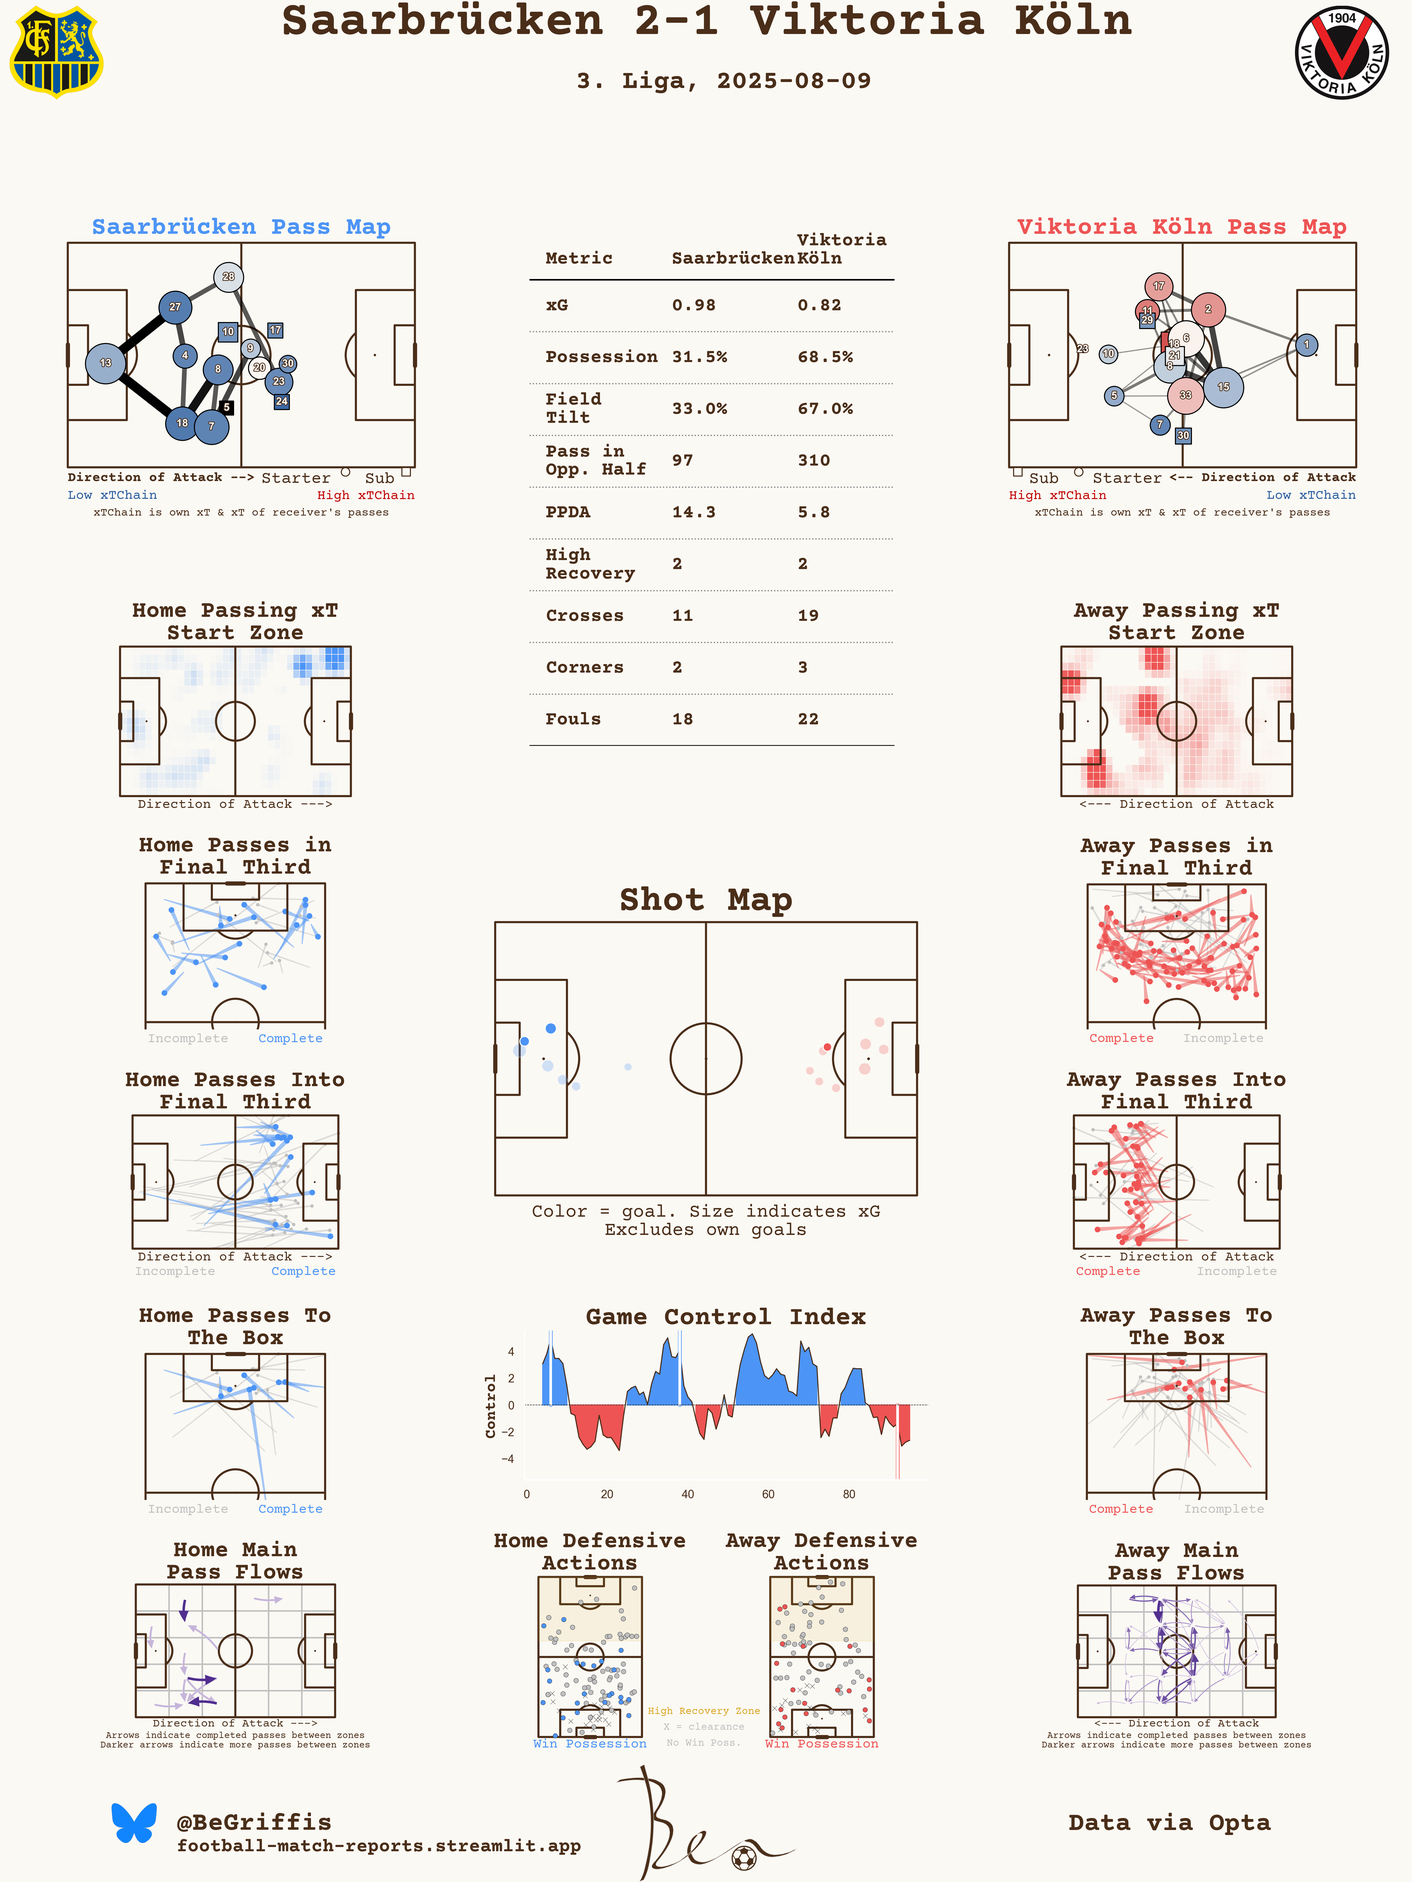 Saarbrücken 2-1 Viktoria Köln
3. Liga, 2025-08-09
1.
FCS
1904
VIKTORIA KÖLN
Saarbrücken Pass Map
28
27
10
17
4
9
13
8
20
30
23
24
5
18
7
Direction of Attack --> Starter Sub
Low xTChain High xTChain
xTChain is own xT & xT of receiver's passes
Metric Saarbrücken Viktoria Köln
xG 0.98 0.82
Possession 31.5% 68.5%
Field Tilt 33.0% 67.0%
Pass in Opp. Half 97 310
PPDA 14.3 5.8
High Recovery 2 2
Crosses 11 19
Corners 2 3
Fouls 18 22
Viktoria Köln Pass Map
17
11
29
2
23
10
18
6
21
8
1
5
33
15
7
30
Sub Starter <-- Direction of Attack
High xTChain Low xTChain
xTChain is own xT & xT of receiver's passes
Home Passing xT
Start Zone
Direction of Attack --->
Away Passing xT
Start Zone
<--- Direction of Attack
Home Passes in
Final Third
Incomplete Complete
Away Passes in
Final Third
Complete Incomplete
Shot Map
Color = goal. Size indicates xG
Excludes own goals
Home Passes Into
Final Third
Direction of Attack --->
Incomplete Complete
Away Passes Into
Final Third
<--- Direction of Attack
Complete Incomplete
Home Passes To
The Box
Incomplete Complete
Game Control Index
Control
4
2
0
−2
−4
0 20 40 60 80
Away Passes To
The Box
Complete Incomplete
Home Main
Pass Flows
Direction of Attack --->
Arrows indicate completed passes between zones
Darker arrows indicate more passes between zones
Home Defensive
Actions
Win Possession
Away Defensive
Actions
Win Possession
High Recovery Zone
X = clearance
No Win Poss.
Away Main
Pass Flows
<--- Direction of Attack
Arrows indicate completed passes between zones
Darker arrows indicate more passes between zones
@BeGriffis
football-match-reports.streamlit.app
Ben
Data via Opta